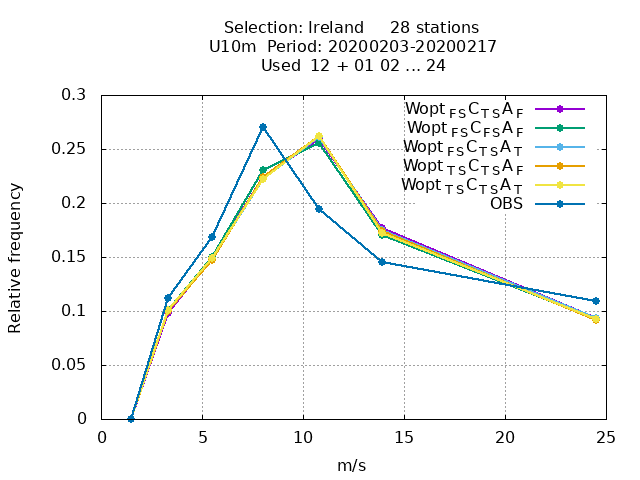 Selection: Ireland 28 stations
U10m Period: 20200203-20200217
Used 12 + 01 02 ... 24
0.3
0.25
0.2
0.15
0.1
0.05
0
Relative frequency
Wopt FS C TS A F
Wopt FS C FS A F
Wopt FS C TS A T
Wopt TS C TS A F
Wopt TS C TS A T
OBS
0 5 10 15 20 25
m/s